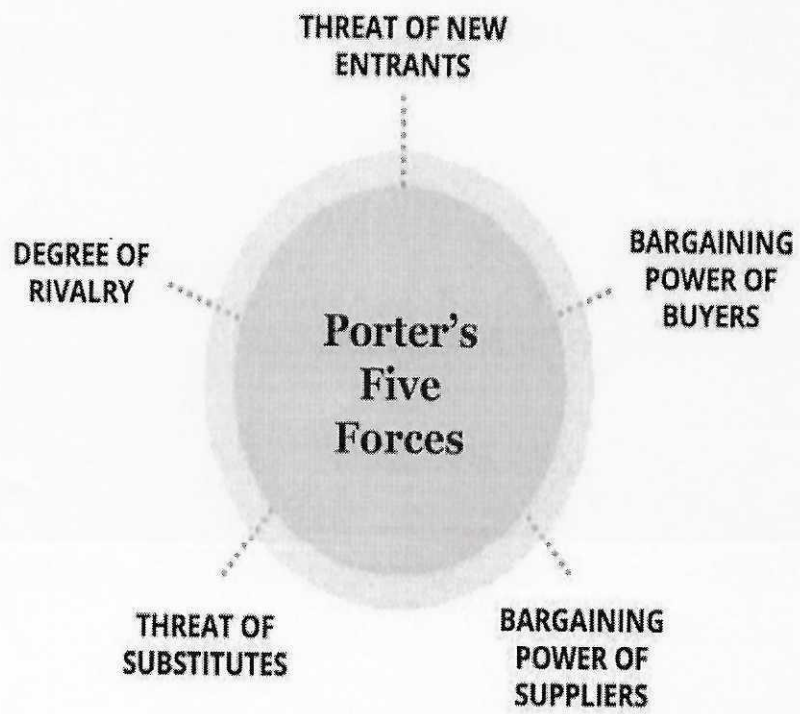 THREAT OF NEW
ENTRANTS
DEGREE OF
RIVALRY
BARGAINING
POWER OF
BUYERS
Porter's
Five
Forces
THREAT OF
SUBSTITUTES
BARGAINING
POWER OF
SUPPLIERS